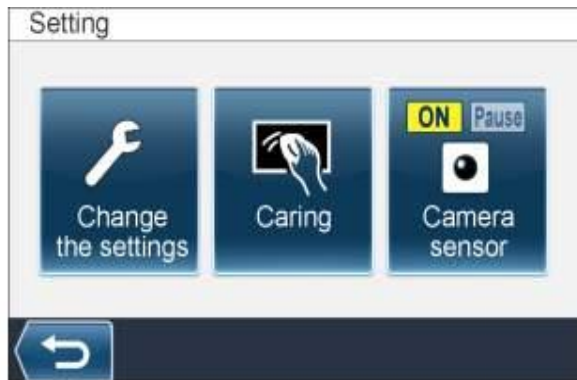 Setting
ON Pause
Change
the settings
Caring
Camera
sensor